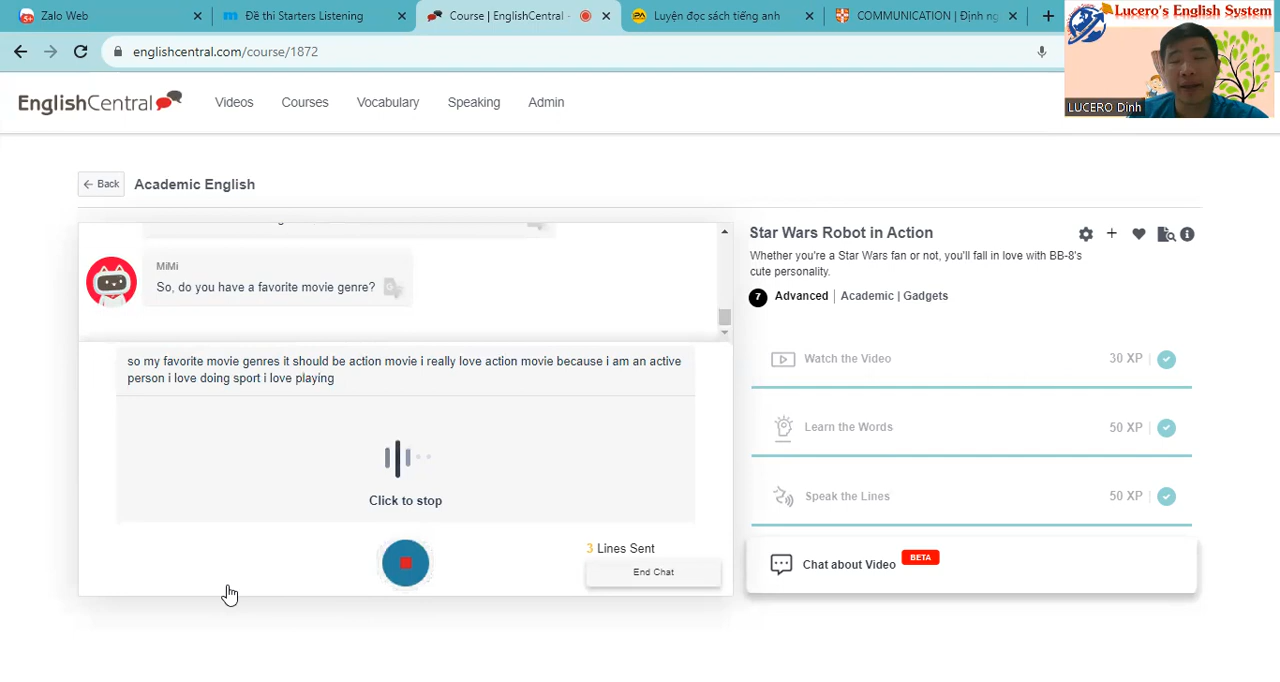 Zalo Web
Đề thi Starters Listening
Course | EnglishCentral -
Luyện đọc sách tiếng anh
COMMUNICATION | Định ng
Lucero's English System
englishcentral.com/course/1872
LUCERO Dinh
EnglishCentral
Videos
Courses
Vocabulary
Speaking
Admin
Back
Academic English
MiMi
So, do you have a favorite movie genre?
so my favorite movie genres it should be action movie i really love action movie because i am an active
person i love doing sport i love playing
Click to stop
3 Lines Sent
End Chat
Star Wars Robot in Action
Whether you're a Star Wars fan or not, you'll fall in love with BB-8's
cute personality.
7 Advanced | Academic | Gadgets
Watch the Video 30 XP
Learn the Words 50 XP
Speak the Lines 50 XP
Chat about Video BETA